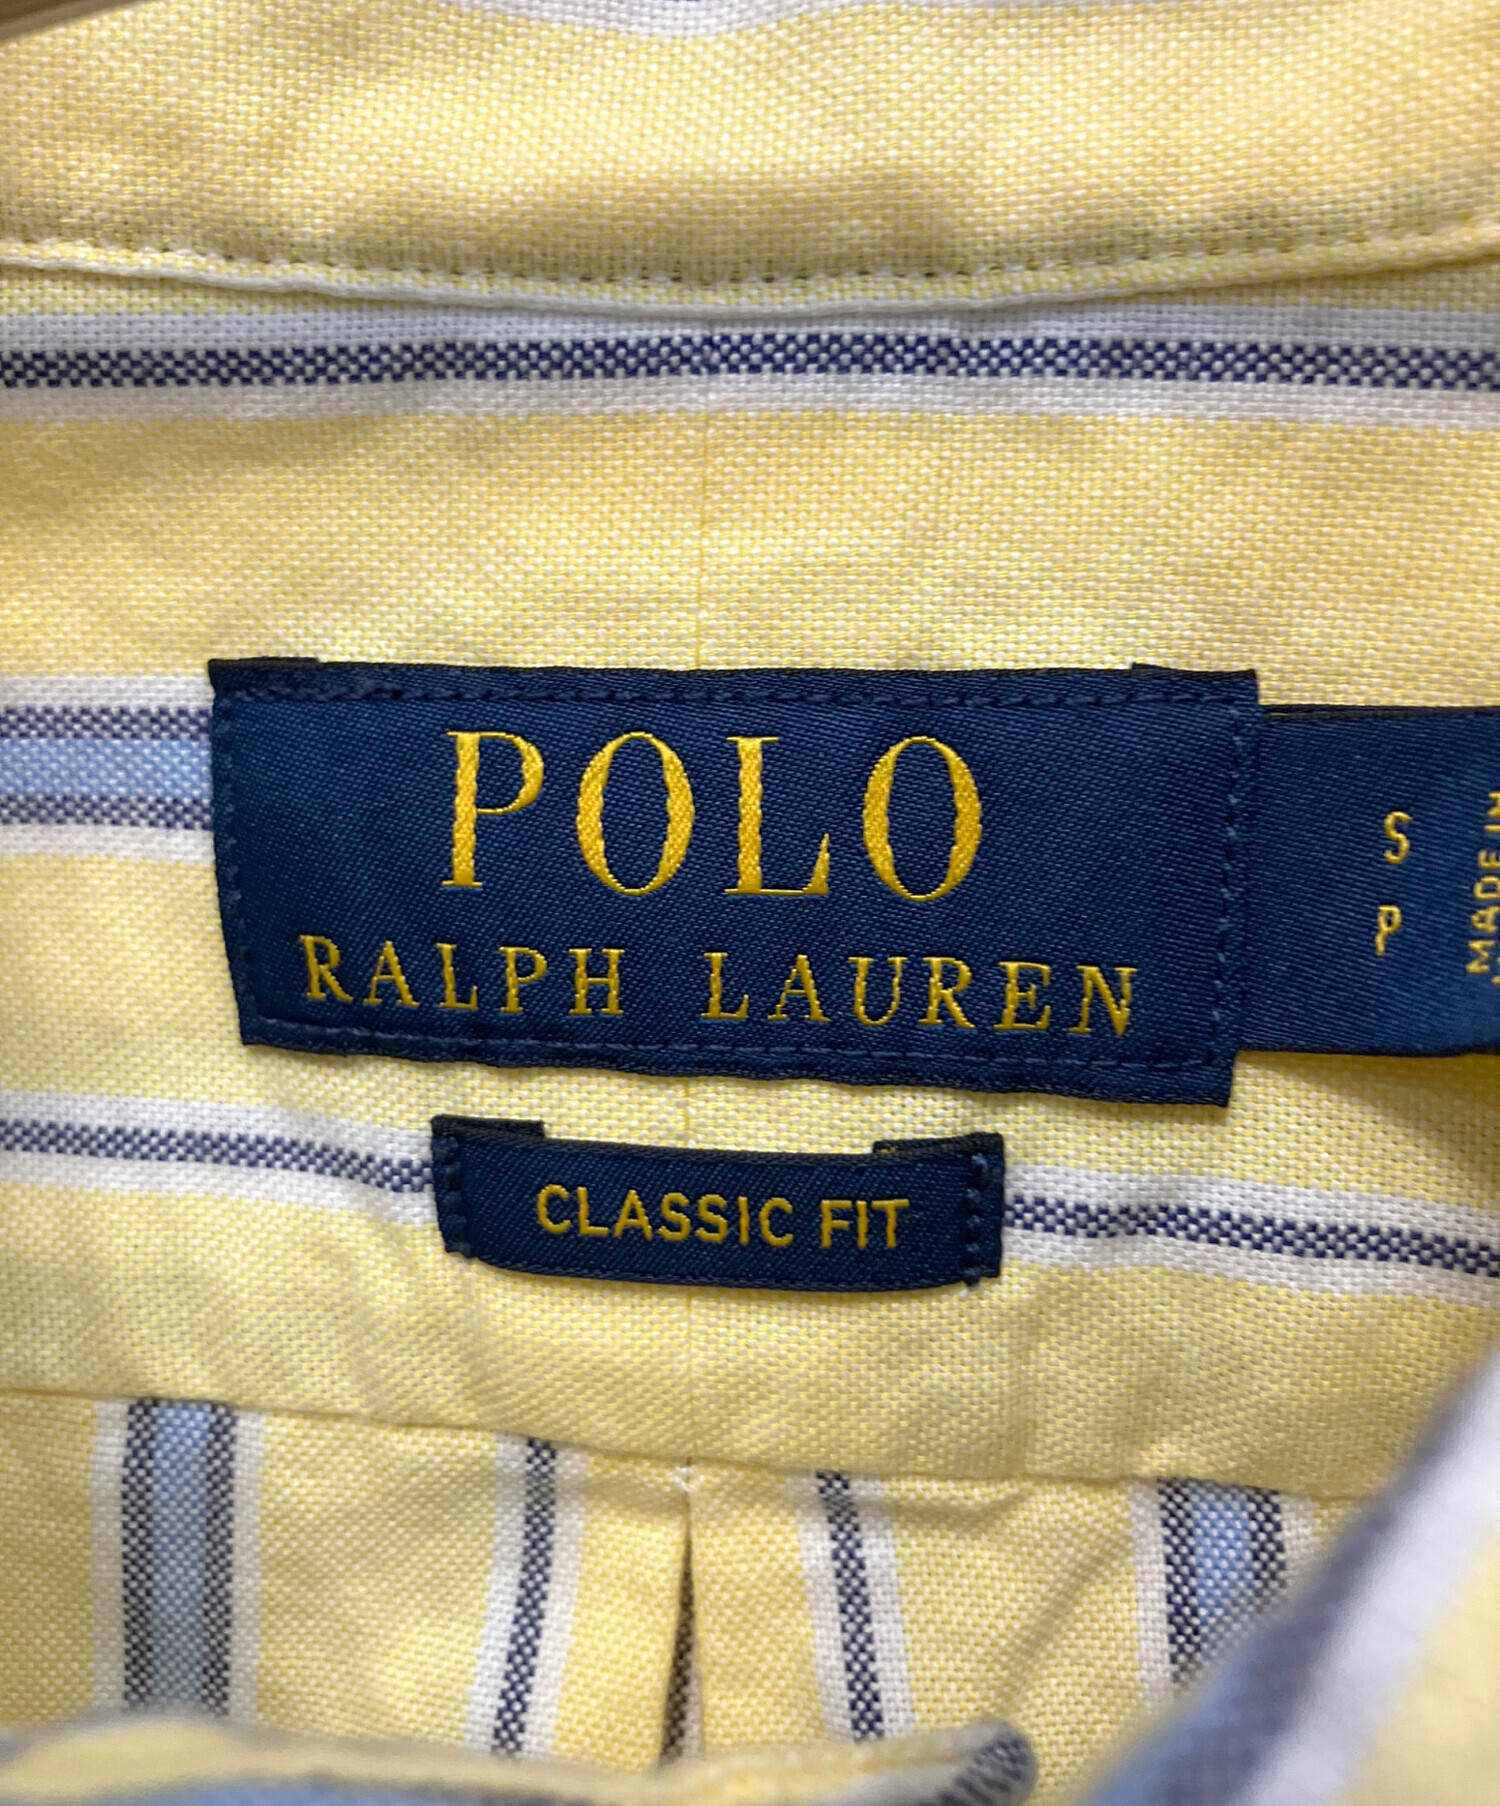 POLO
RALPH LAUREN
S
P
MADE IN
CLASSIC FIT